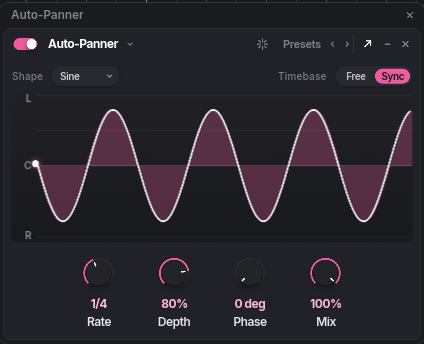 Auto-Panner
Auto-Panner Presets
Shape Sine Timebase Free Sync
L
C
R
1/4 80% 0 deg 100%
Rate Depth Phase Mix